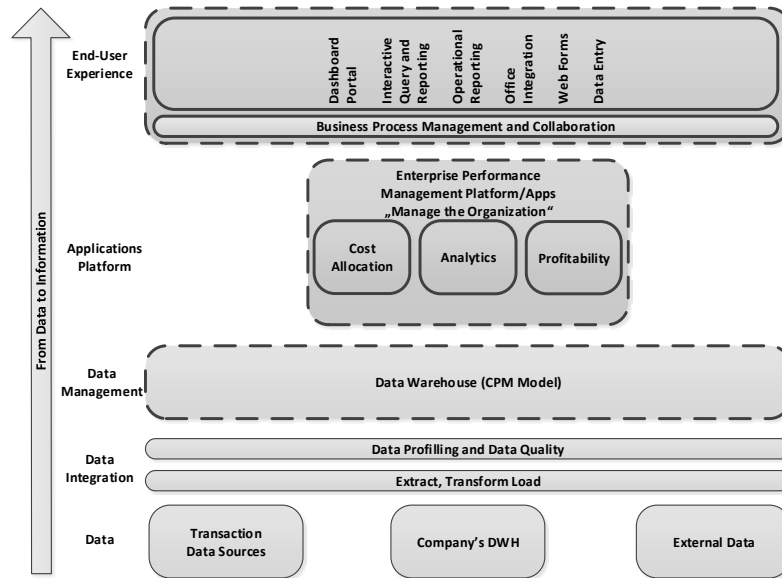 End-User
Experience
Dashboard
Portal
Interactive
Query and
Reporting
Operational
Reporting
Office
Integration
Web Forms
Data Entry
Business Process Management and Collaboration
Enterprise Performance
Management Platform/Apps
„Manage the Organization“
Cost
Allocation
Analytics
Profitability
Applications
Platform
From Data to Information
Data
Management
Data Warehouse (CPM Model)
Data Profilling and Data Quality
Data
Integration
Extract, Transform Load
Data
Transaction
Data Sources
Company’s DWH
External Data